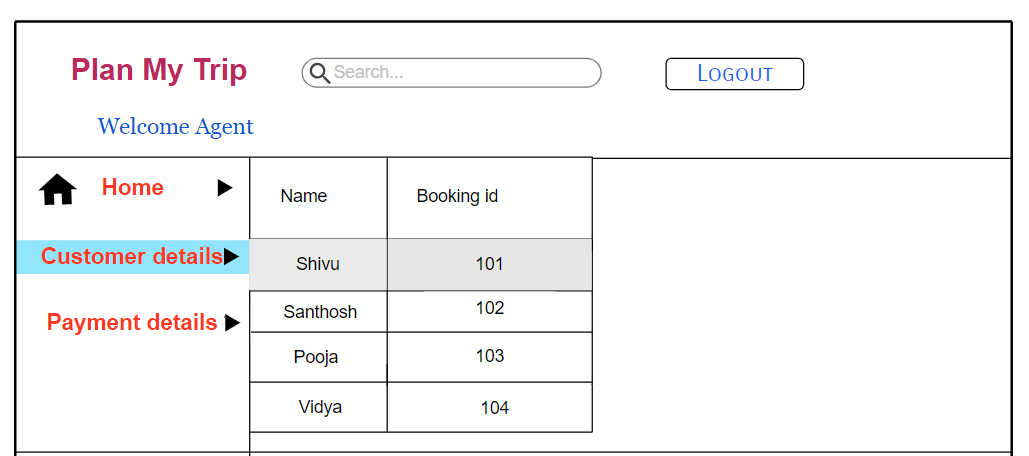 Plan My Trip
Search...
LOGOUT
Welcome Agent
Home
Name
Booking id
Customer details
Shivu
101
Santhosh
102
Payment details
Pooja
103
Vidya
104